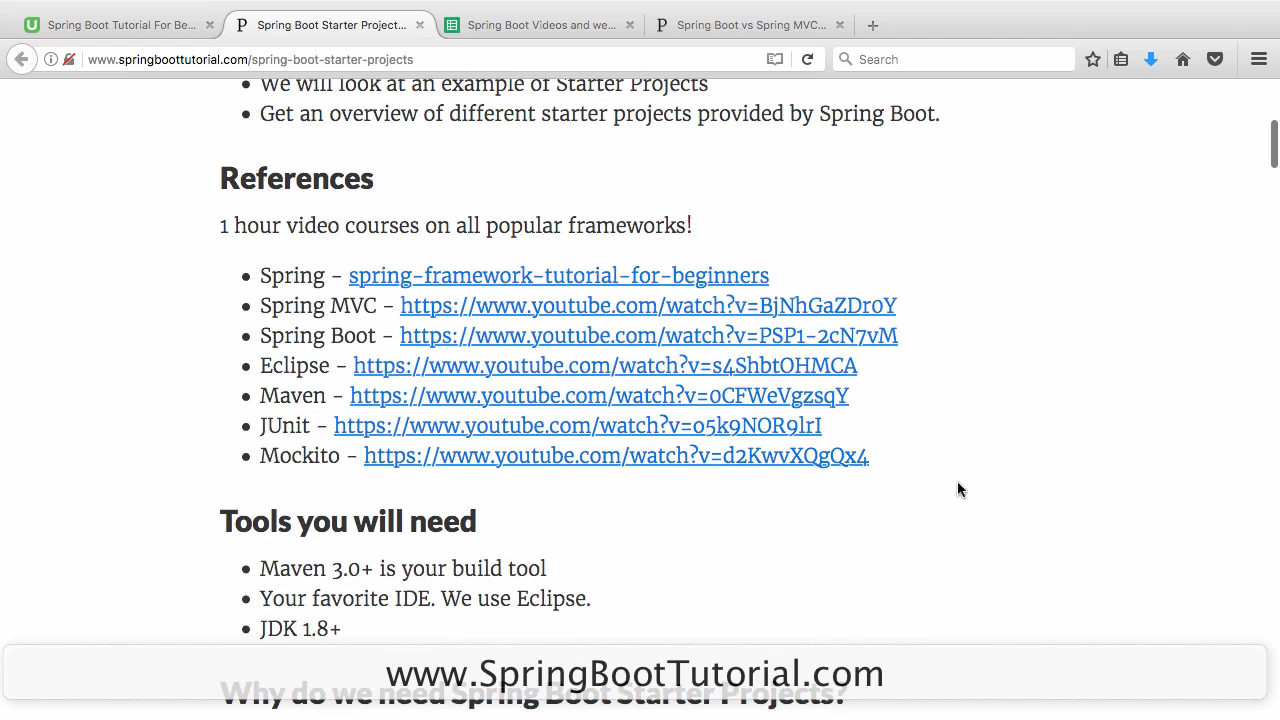 Spring Boot Tutorial For Be...
Spring Boot Starter Project...
Spring Boot Videos and we...
Spring Boot vs Spring MVC...
www.springboottutorial.com/spring-boot-starter-projects
Search
We will look at an example of Starter Projects
Get an overview of different starter projects provided by Spring Boot.
References
1 hour video courses on all popular frameworks!
Spring - spring-framework-tutorial-for-beginners
Spring MVC - https://www.youtube.com/watch?v=BjNhGaZDr0Y
Spring Boot - https://www.youtube.com/watch?v=PSP1-2cN7vM
Eclipse - https://www.youtube.com/watch?v=s4ShbtOHMCA
Maven - https://www.youtube.com/watch?v=0CFWeVgzsqY
JUnit - https://www.youtube.com/watch?v=o5k9NOR9lrI
Mockito - https://www.youtube.com/watch?v=d2KwvXQgQx4
Tools you will need
Maven 3.0+ is your build tool
Your favorite IDE. We use Eclipse.
JDK 1.8+
www.SpringBootTutorial.com
Why do we need Spring Boot Starter Projects?